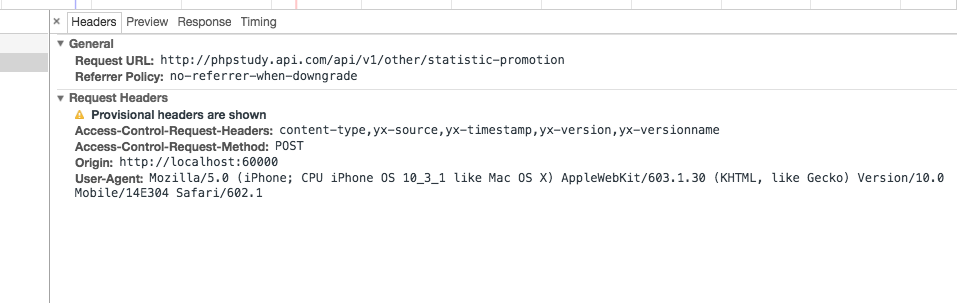 × Headers Preview Response Timing
▼ General
Request URL: http://phpstudy.api.com/api/v1/other/statistic-promotion
Referrer Policy: no-referrer-when-downgrade
▼ Request Headers
⚠ Provisional headers are shown
Access-Control-Request-Headers: content-type,yx-source,yx-timestamp,yx-version,yx-versionname
Access-Control-Request-Method: POST
Origin: http://localhost:60000
User-Agent: Mozilla/5.0 (iPhone; CPU iPhone OS 10_3_1 like Mac OS X) AppleWebKit/603.1.30 (KHTML, like Gecko) Version/10.0
Mobile/14E304 Safari/602.1